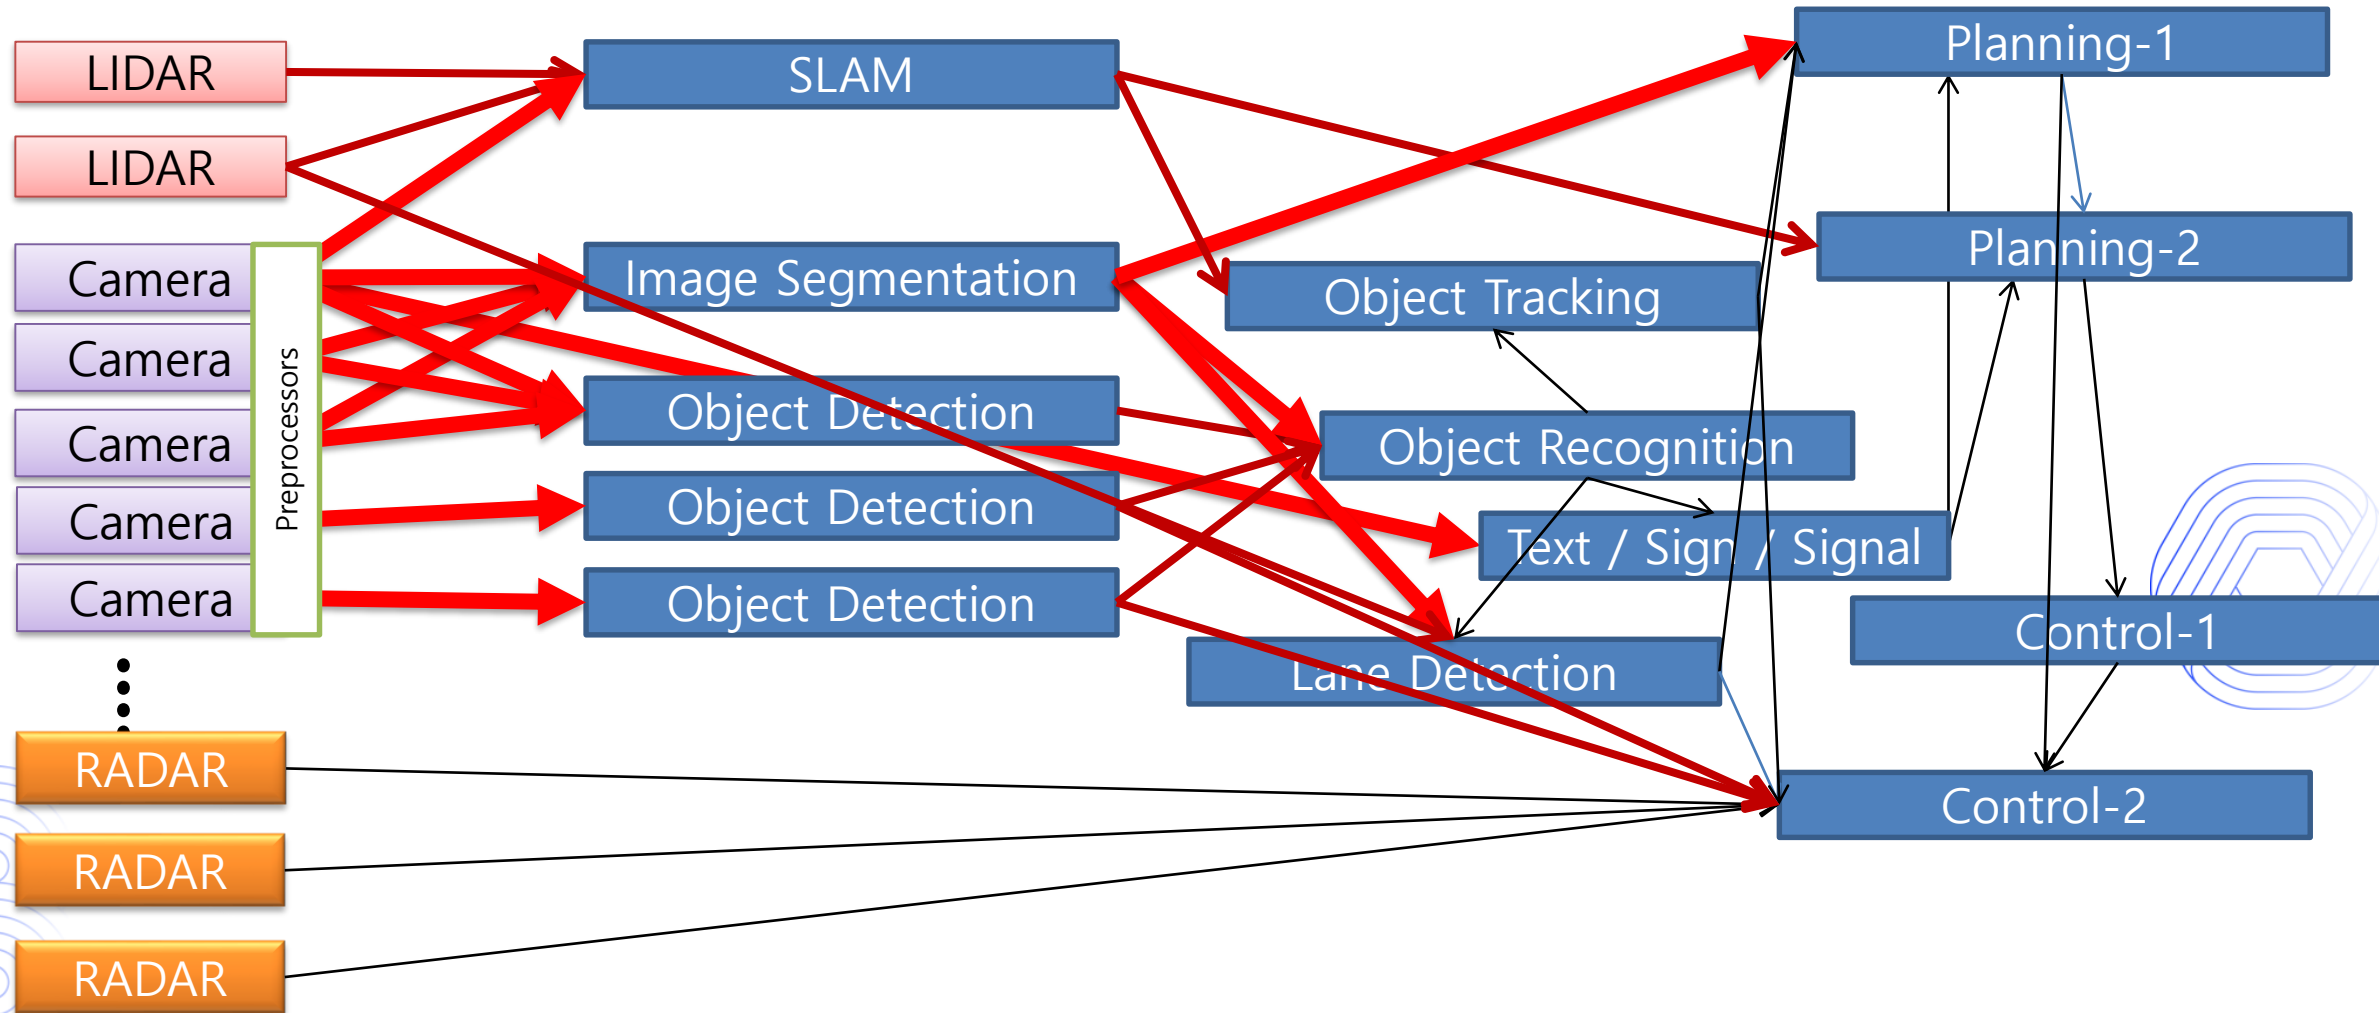 LIDAR
LIDAR
Camera
Camera
Camera
Camera
Camera
Preprocessors
RADAR
RADAR
RADAR
SLAM
Image Segmentation
Object Detection
Object Detection
Object Detection
Object Tracking
Object Recognition
Text / Sign / Signal
Lane Detection
Planning-1
Planning-2
Control-1
Control-2